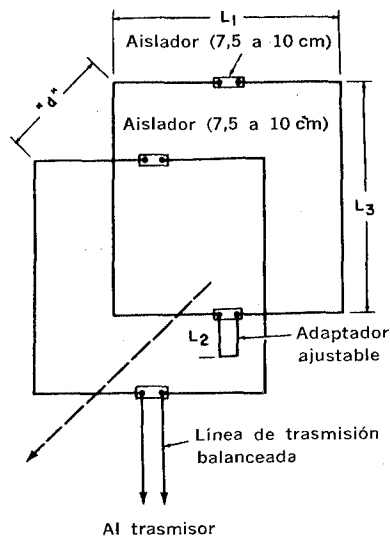 L1
Aislador (7,5 a 10 cm)
"d"
Aislador (7,5 a 10 cm)
L3
L2
Adaptador
ajustable
Línea de trasmisión
balanceada
Al trasmisor